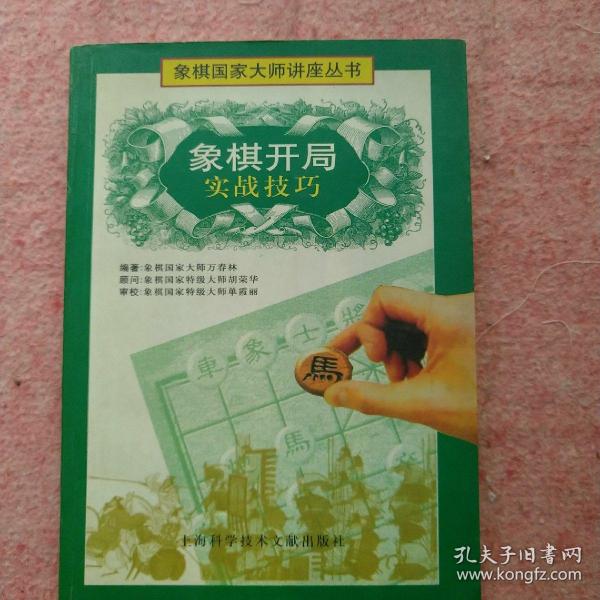 象棋国家大师讲座丛书
象棋开局
实战技巧
编著:象棋国家大师万春林
顾问:象棋国家特级大师胡荣华
审校:象棋国家特级大师单霞丽
車象士將
馬
馬
上海科学技术文献出版社
孔夫子旧书网
www.kongfz.com